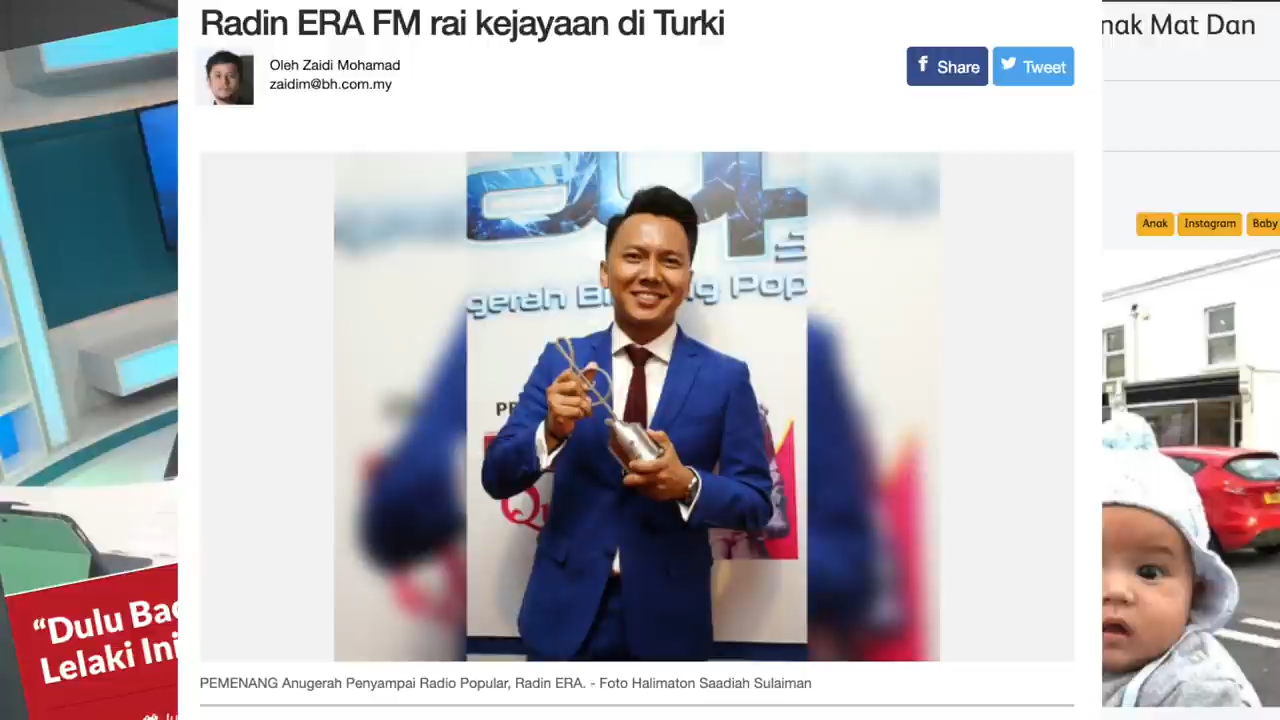 Radin ERA FM rai kejayaan di Turki
Oleh Zaidi Mohamad
zaidim@bh.com.my
Share
Tweet
gerah Bi ng Pop
PEMENANG Anugerah Penyampai Radio Popular, Radin ERA. - Foto Halimaton Saadiah Sulaiman
“Dulu Bac
Lelaki Ini
nak Mat Dan
Anak
Instagram
Baby